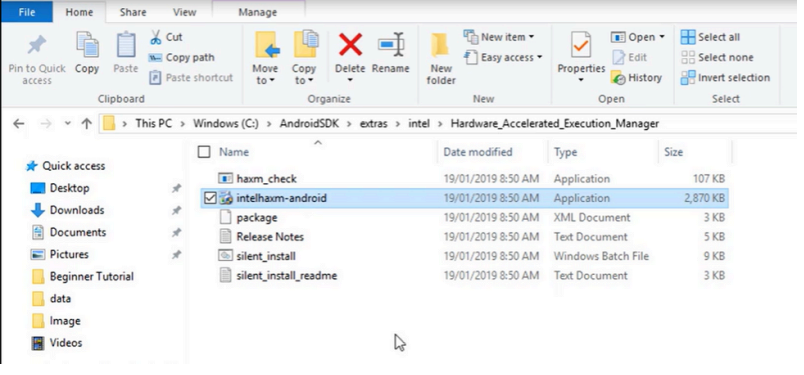 File Home Share View Manage
Pin to Quick access
Copy
Paste
Cut
Copy path
Paste shortcut
Clipboard
Move to
Copy to
Delete
Rename
Organize
New folder
New item
Easy access
New
Properties
Open
Edit
History
Open
Select all
Select none
Invert selection
Select
This PC > Windows (C:) > AndroidSDK > extras > intel > Hardware_Accelerated_Execution_Manager
Name Date modified Type Size
Quick access
Desktop
Downloads
Documents
Pictures
Beginner Tutorial
data
Image
Videos
haxm_check 19/01/2019 8:50 AM Application 107 KB
intelhaxm-android 19/01/2019 8:50 AM Application 2,870 KB
package 19/01/2019 8:50 AM XML Document 3 KB
Release Notes 19/01/2019 8:50 AM Text Document 5 KB
silent_install 19/01/2019 8:50 AM Windows Batch File 9 KB
silent_install_readme 19/01/2019 8:50 AM Text Document 3 KB